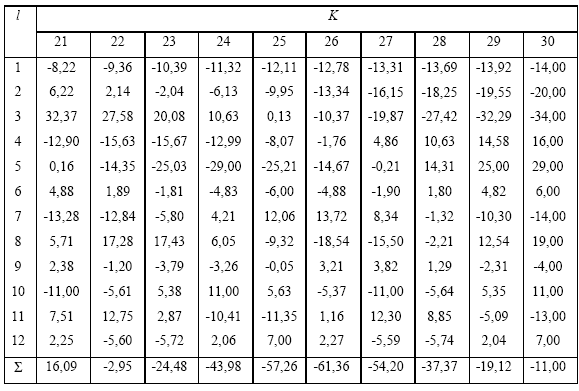 l K
21 22 23 24 25 26 27 28 29 30
1 -8,22 -9,36 -10,39 -11,32 -12,11 -12,78 -13,31 -13,69 -13,92 -14,00
2 6,22 2,14 -2,04 -6,13 -9,95 -13,34 -16,15 -18,25 -19,55 -20,00
3 32,37 27,58 20,08 10,63 0,13 -10,37 -19,87 -27,42 -32,29 -34,00
4 -12,90 -15,63 -15,67 -12,99 -8,07 -1,76 4,86 10,63 14,58 16,00
5 0,16 -14,35 -25,03 -29,00 -25,21 -14,67 -0,21 14,31 25,00 29,00
6 4,88 1,89 -1,81 -4,83 -6,00 -4,88 -1,90 1,80 4,82 6,00
7 -13,28 -12,84 -5,80 4,21 12,06 13,72 8,34 -1,32 -10,30 -14,00
8 5,71 17,28 17,43 6,05 -9,32 -18,54 -15,50 -2,21 12,54 19,00
9 2,38 -1,20 -3,79 -3,26 -0,05 3,21 3,82 1,29 -2,31 -4,00
10 -11,00 -5,61 5,38 11,00 5,63 -5,37 -11,00 -5,64 5,35 11,00
11 7,51 12,75 2,87 -10,41 -11,35 1,16 12,30 8,85 -5,09 -13,00
12 2,25 -5,60 -5,72 2,06 7,00 2,27 -5,59 -5,74 2,04 7,00
Σ 16,09 -2,95 -24,48 -43,98 -57,26 -61,36 -54,20 -37,37 -19,12 -11,00